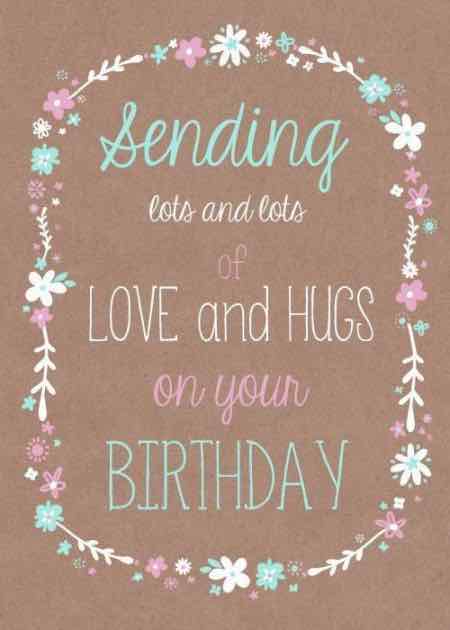 Sending
lots and lots
of
LOVE and HUGS
on your
BIRTHDAY